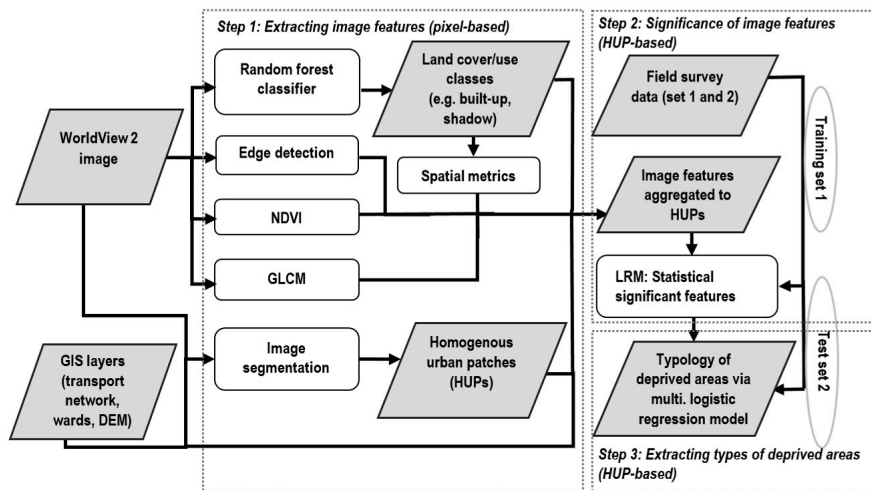 Step 1: Extracting image features (pixel-based)
Random forest
classifier
Land cover/use
classes
(e.g. built-up,
shadow)
WorldView 2
image
Edge detection
Spatial metrics
NDVI
GLCM
Image
segmentation
Homogenous
urban patches
(HUPs)
GIS layers
(transport
network,
wards, DEM)
Step 2: Significance of image features
(HUP-based)
Field survey
data (set 1 and 2)
Training set 1
Image features
aggregated to
HUPs
LRM: Statistical
significant features
Test set 2
Typology of
deprived areas via
multi. logistic
regression model
Step 3: Extracting types of deprived areas
(HUP-based)